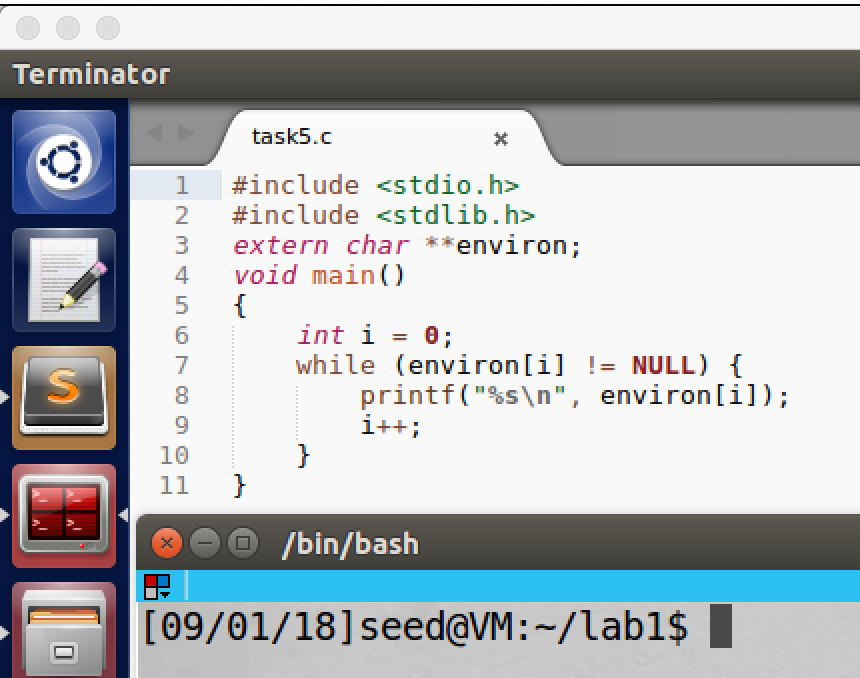 Terminator
task5.c
1 #include <stdio.h>
2 #include <stdlib.h>
3 extern char **environ;
4 void main()
5 {
6     int i = 0;
7     while (environ[i] != NULL) {
8         printf("%s\n", environ[i]);
9         i++;
10     }
11 }
/bin/bash
[09/01/18]seed@VM:~/lab1$